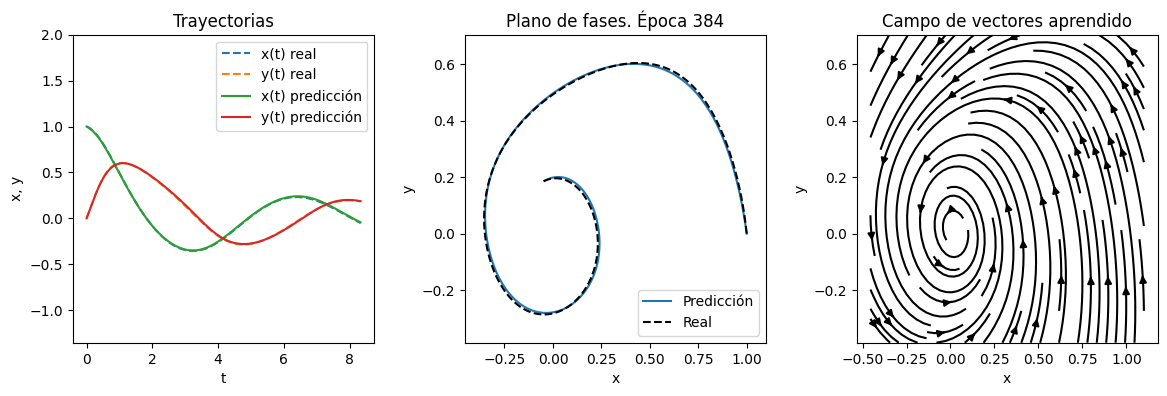 Trayectorias
2.0
1.5
1.0
0.5
0.0
−0.5
−1.0
x, y
0
2
4
6
8
t
x(t) real
y(t) real
x(t) predicción
y(t) predicción
Plano de fases. Época 384
0.6
0.4
0.2
0.0
−0.2
y
−0.25
0.00
0.25
0.50
0.75
1.00
x
Predicción
Real
Campo de vectores aprendido
0.6
0.4
0.2
0.0
−0.2
y
−0.50
−0.25
0.00
0.25
0.50
0.75
1.00
x